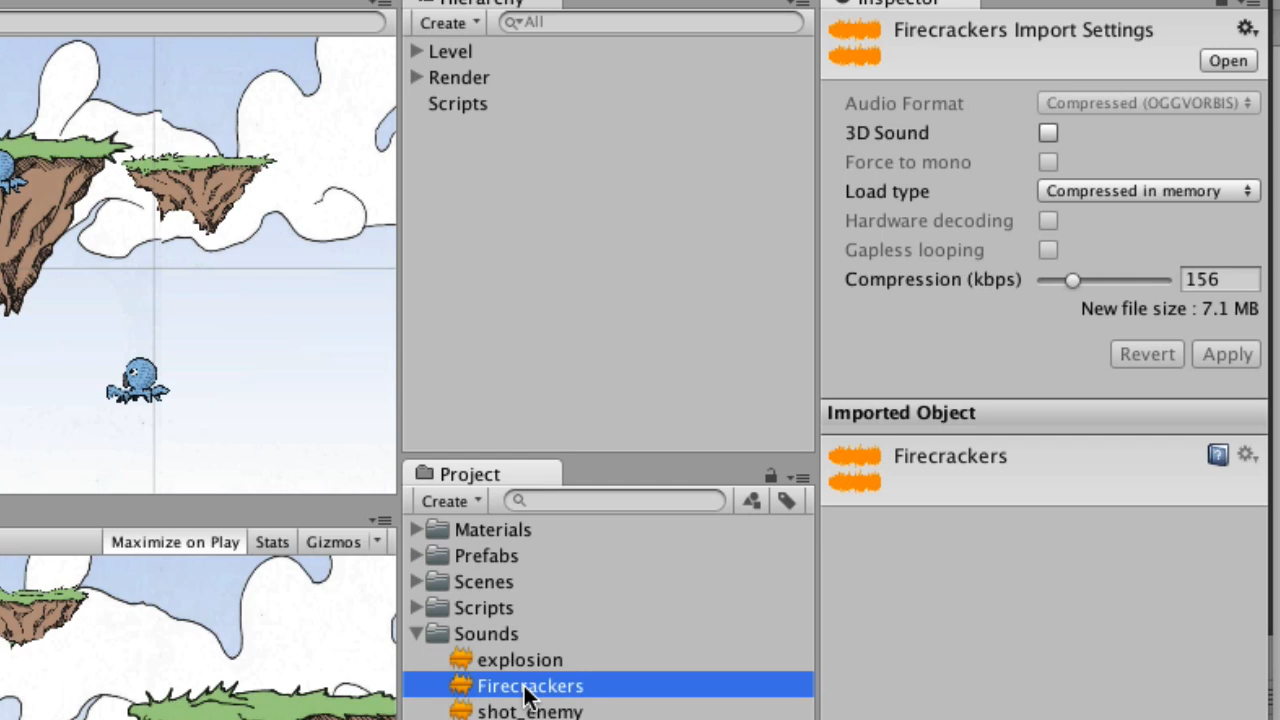 Hierarchy
Create
All
Level
Render
Scripts
Project
Create
Materials
Prefabs
Scenes
Scripts
Sounds
explosion
Firecrackers
shot_enemy
Maximize on Play Stats Gizmos
Inspector
Firecrackers Import Settings
Open
Audio Format Compressed (OGGVORBIS)
3D Sound
Force to mono
Load type Compressed in memory
Hardware decoding
Gapless looping
Compression (kbps) 156
New file size : 7.1 MB
Revert Apply
Imported Object
Firecrackers